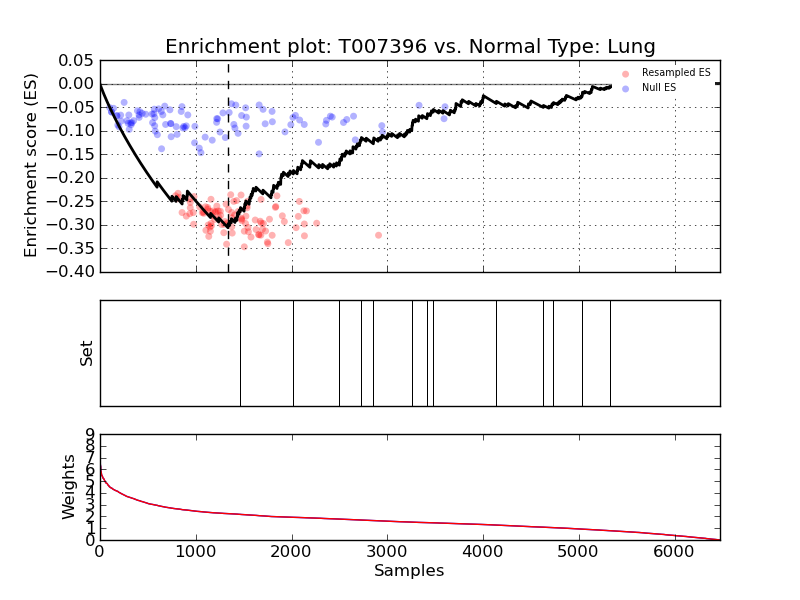 Enrichment plot: T007396 vs. Normal Type: Lung
0.05
0.00
−0.05
−0.10
−0.15
−0.20
−0.25
−0.30
−0.35
−0.40
Enrichment score (ES)
Resampled ES
Null ES
Set
9
8
7
6
5
4
3
2
1
0
Weights
0 1000 2000 3000 4000 5000 6000
Samples